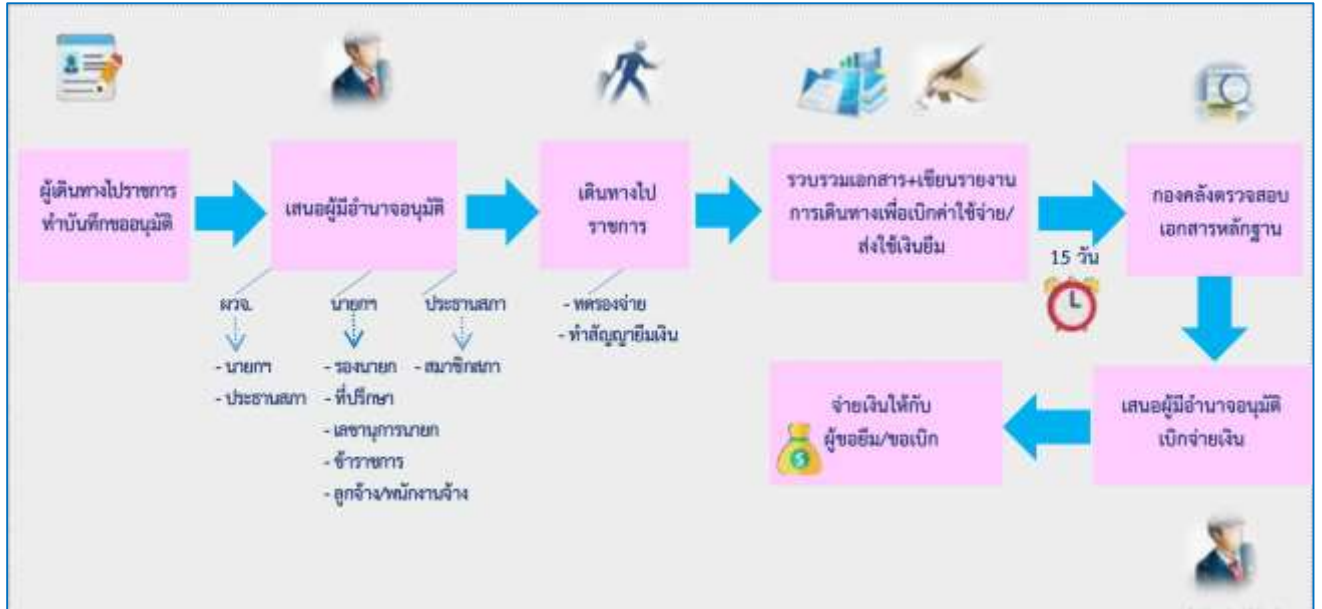 ผู้เดินทางไปราชการ
ทำบันทึกขออนุมัติ
เสนอผู้มีอำนาจอนุมัติ
ผวจ.
- นายกฯ
- ประธานสภา
นายกฯ
- รองนายก
- ที่ปรึกษา
- เลขานุการนายก
- ข้าราชการ
- ลูกจ้าง/พนักงานจ้าง
ประธานสภา
- สมาชิกสภา
เดินทางไป
ราชการ
- ทดรองจ่าย
- ทำสัญญายืมเงิน
รวบรวมเอกสาร+เขียนรายงาน
การเดินทางเพื่อเบิกค่าใช้จ่าย/
ส่งใช้เงินยืม
15 วัน
กองคลังตรวจสอบ
เอกสารหลักฐาน
เสนอผู้มีอำนาจอนุมัติ
เบิกจ่ายเงิน
จ่ายเงินให้กับ
ผู้ขอยืม/ขอเบิก